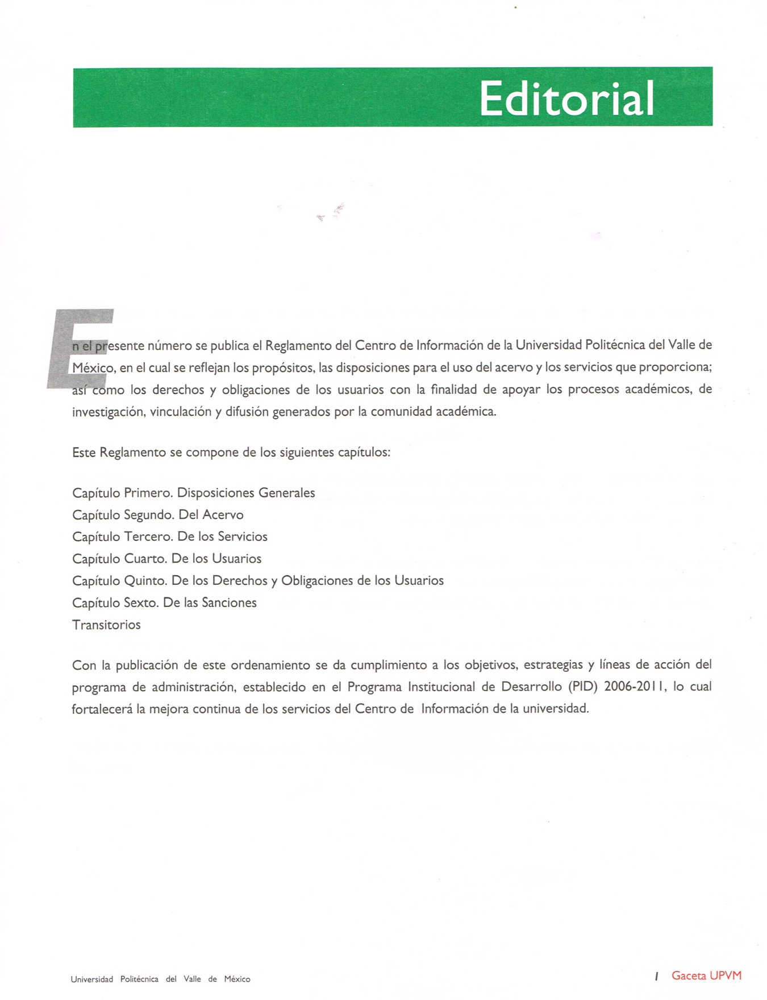 Editorial
En el presente número se publica el Reglamento del Centro de Información de la Universidad Politécnica del Valle de
México, en el cual se reflejan los propósitos, las disposiciones para el uso del acervo y los servicios que proporciona;
así como los derechos y obligaciones de los usuarios con la finalidad de apoyar los procesos académicos, de
investigación, vinculación y difusión generados por la comunidad académica.
Este Reglamento se compone de los siguientes capítulos:
Capítulo Primero. Disposiciones Generales
Capítulo Segundo. Del Acervo
Capítulo Tercero. De los Servicios
Capítulo Cuarto. De los Usuarios
Capítulo Quinto. De los Derechos y Obligaciones de los Usuarios
Capítulo Sexto. De las Sanciones
Transitorios
Con la publicación de este ordenamiento se da cumplimiento a los objetivos, estrategias y líneas de acción del
programa de administración, establecido en el Programa Institucional de Desarrollo (PID) 2006-2011, lo cual
fortalecerá la mejora continua de los servicios del Centro de Información de la universidad.
Universidad Politécnica del Valle de México
1 Gaceta UPVM